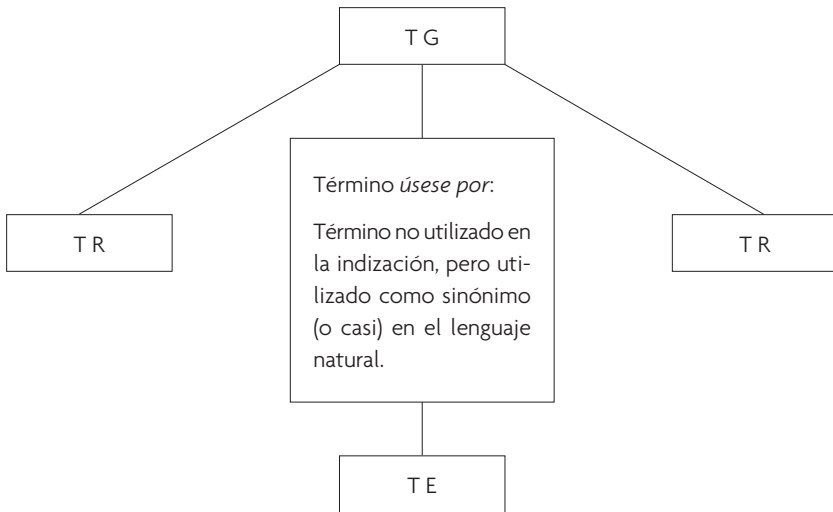 T G
Término úsese por:
Término no utilizado en
la indización, pero uti-
lizado como sinónimo
(o casi) en el lenguaje
natural.
T R
T R
T E